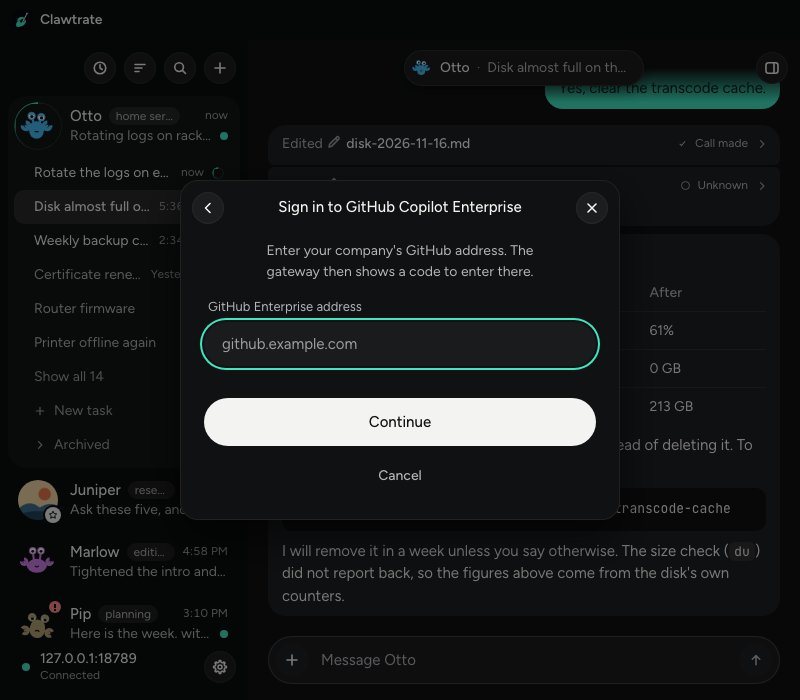 Clawtrate
Otto · Disk almost full on th...
Yes, clear the transcode cache.
Otto home ser... now
Rotating logs on rack...
Rotate the logs on e... now
Disk almost full o... 5:36
Weekly backup c... 2:34
Certificate rene... Yeste
Router firmware
Printer offline again
Show all 14
New task
Archived
Juniper rese...
Ask these five, and
Marlow editi... 4:58 PM
Tightened the intro and...
Pip planning 3:10 PM
Here is the week. wit...
127.0.0.1:18789
Connected
Edited disk-2026-11-16.md Call made
Unknown
Sign in to GitHub Copilot Enterprise
Enter your company's GitHub address. The
gateway then shows a code to enter there.
GitHub Enterprise address
github.example.com
Continue
Cancel
After
61%
0 GB
213 GB
ead of deleting it. To
transcode-cache
I will remove it in a week unless you say otherwise. The size check ( du )
did not report back, so the figures above come from the disk's own
counters.
Message Otto